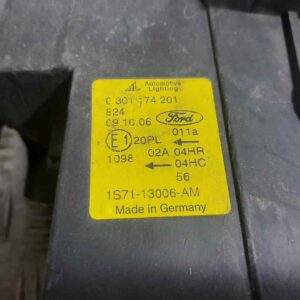 AL Automotive Lighting
0 301 174 201
824
09.10.06 Ford
E1 20PL 011a
1098 02A 04HR
04HC
56
1S71-13006-AM
Made in Germany